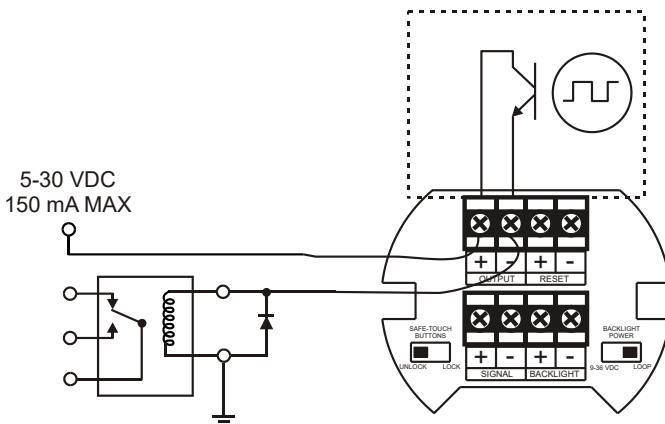 5-30 VDC
150 mA MAX
+ - + -
OUTPUT RESET
SAFE-TOUCH
BUTTONS
UNLOCK LOCK
+ - + -
SIGNAL BACKLIGHT
BACKLIGHT
POWER
9-36 VDC LOOP